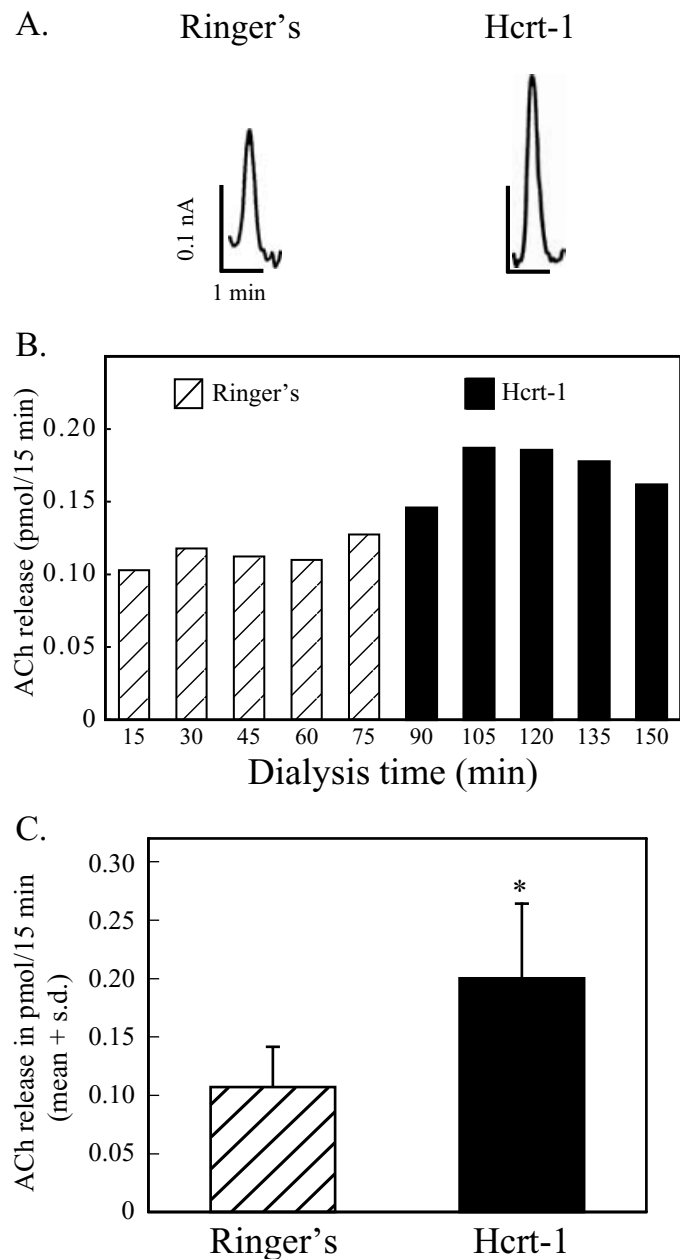 A.
Ringer's Hcrt-1
0.1 nA
1 min
B.
Ringer's Hcrt-1
ACh release (pmol/15 min)
0.20
0.15
0.10
0.05
0
15 30 45 60 75 90 105 120 135 150
Dialysis time (min)
C.
ACh release in pmol/15 min
(mean + s.d.)
0.30
0.25
*
0.20
0.15
0.10
0.05
0
Ringer's Hcrt-1